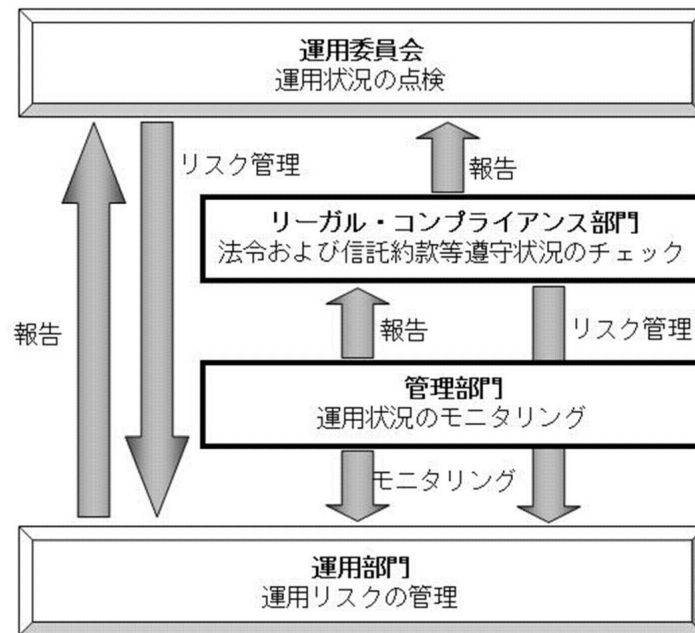 運用委員会
運用状況の点検
リスク管理
報告
リーガル・コンプライアンス部門
法令および信託約款等遵守状況のチェック
報告
報告
リスク管理
管理部門
運用状況のモニタリング
モニタリング
運用部門
運用リスクの管理